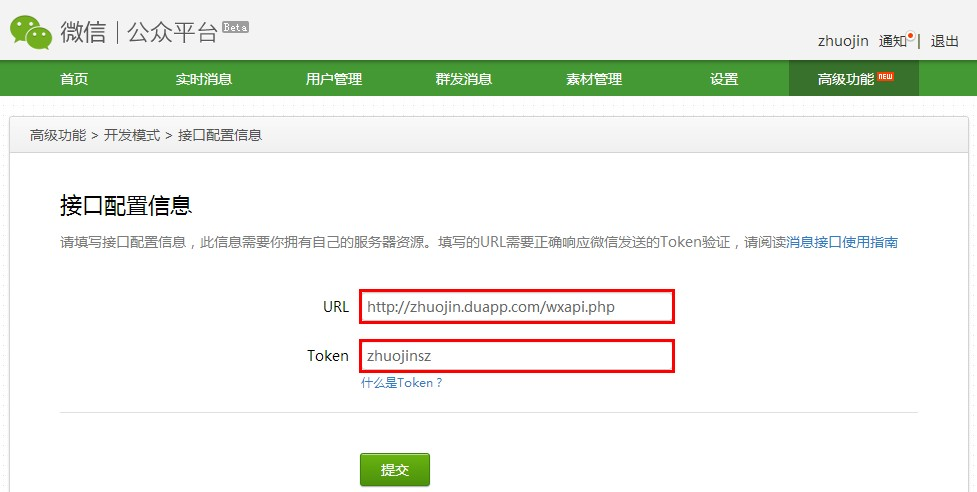 微信 | 公众平台 Beta
zhuojin 通知 | 退出
首页 实时消息 用户管理 群发消息 素材管理 设置 高级功能 NEW
高级功能 > 开发模式 > 接口配置信息
接口配置信息
请填写接口配置信息，此信息需要你拥有自己的服务器资源。填写的URL需要正确响应微信发送的Token验证，请阅读消息接口使用指南
URL http://zhuojin.duapp.com/wxapi.php
Token zhuojinsz
什么是Token？
提交